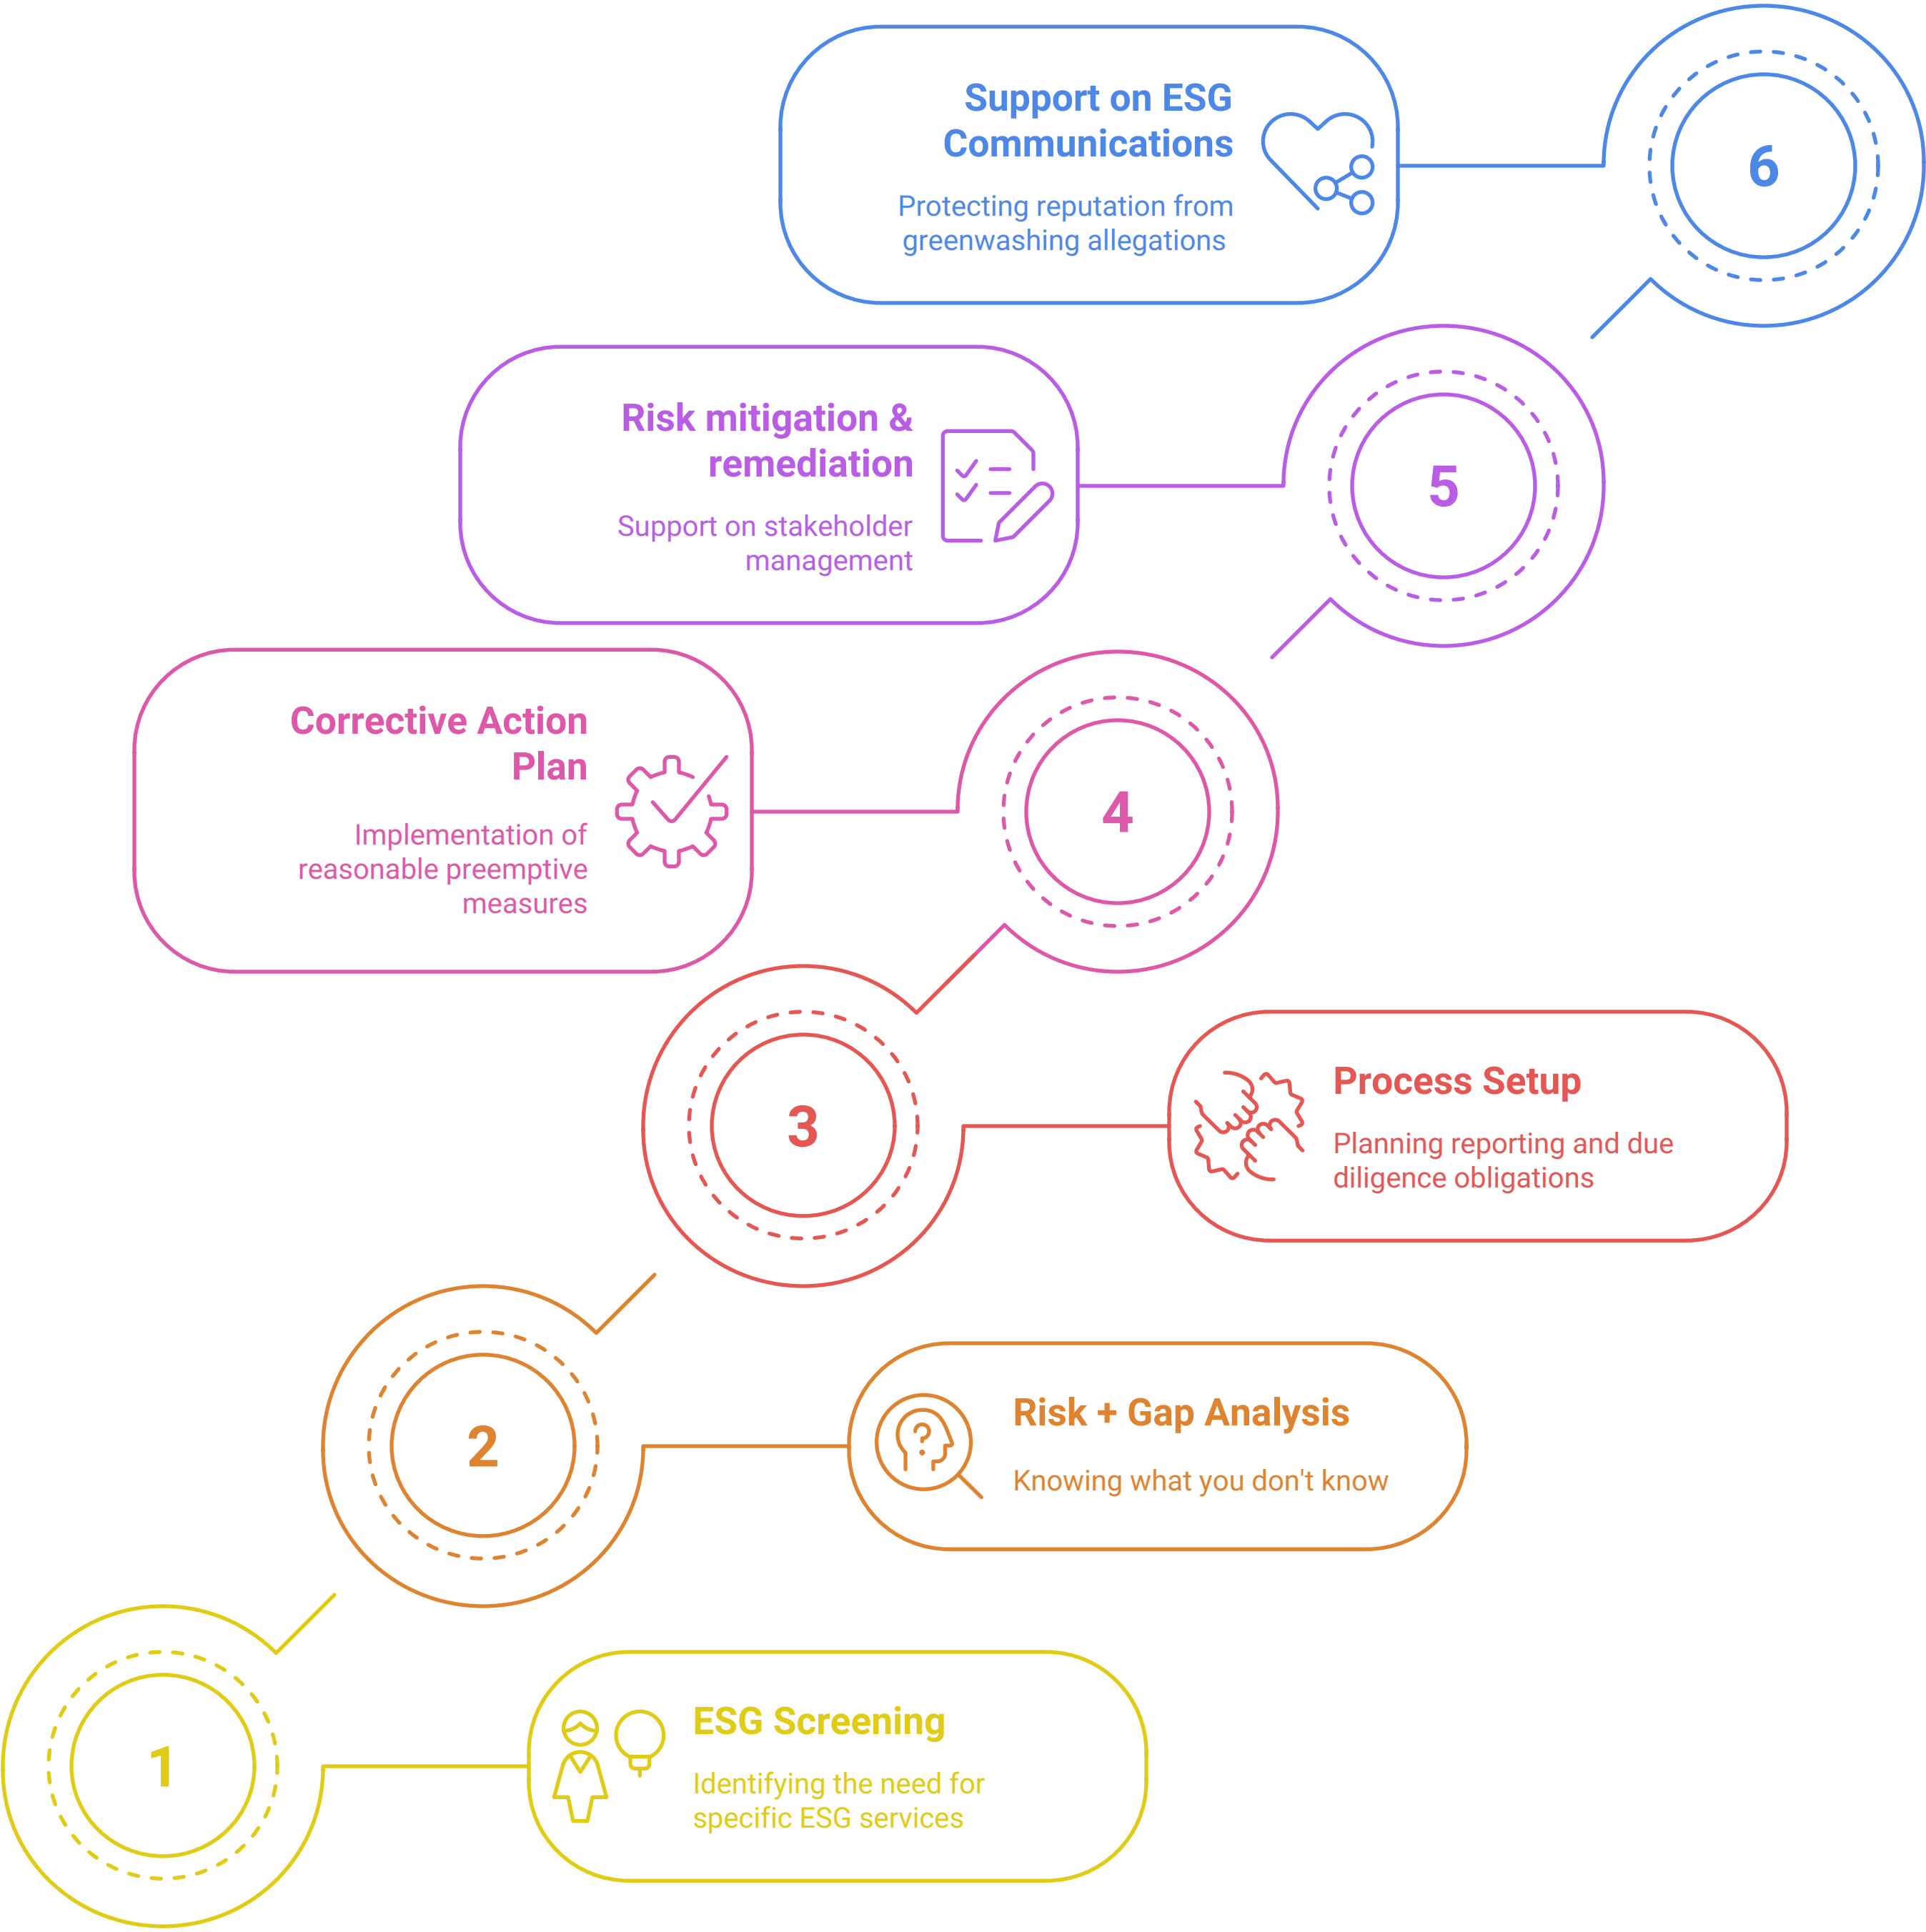 Support on ESG
Communications
Protecting reputation from
greenwashing allegations
6
Risk mitigation &
remediation
Support on stakeholder
management
5
Corrective Action
Plan
Implementation of
reasonable preemptive
measures
4
3
Process Setup
Planning reporting and due
diligence obligations
2
Risk + Gap Analysis
Knowing what you don't know
?
1
ESG Screening
Identifying the need for
specific ESG services